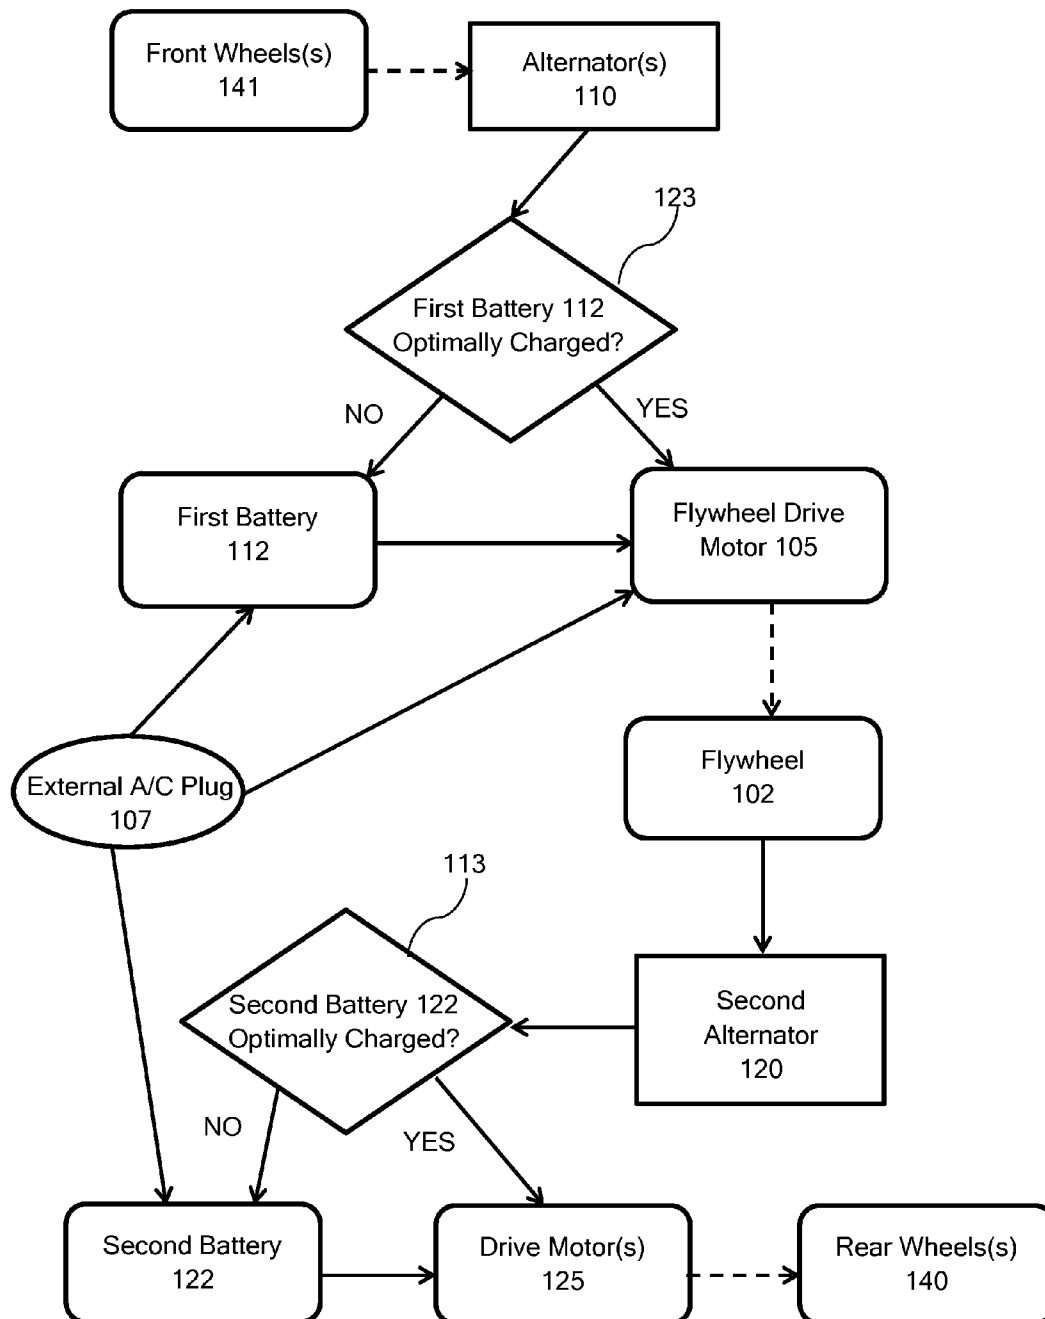 Front Wheels(s)
141
Alternator(s)
110
123
First Battery 112
Optimally Charged?
NO
YES
First Battery
112
Flywheel Drive
Motor 105
External A/C Plug
107
Flywheel
102
113
Second Battery 122
Optimally Charged?
Second
Alternator
120
NO
YES
Second Battery
122
Drive Motor(s)
125
Rear Wheels(s)
140